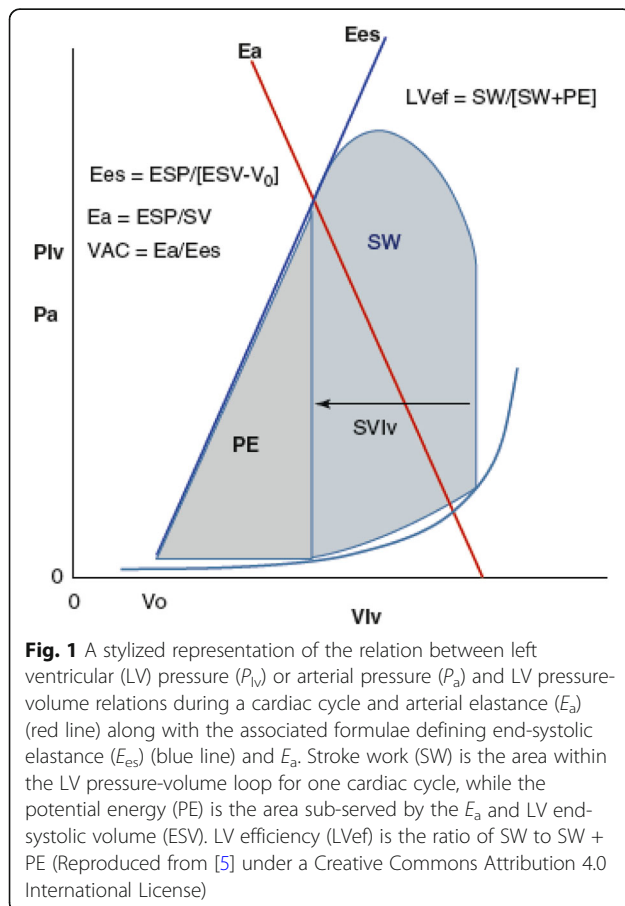 Ea
Ees
LVef = SW/[SW+PE]
Ees = ESP/[ESV-V₀]
Ea = ESP/SV
VAC = Ea/Ees
Plv
Pa
SW
PE
SVlv
0
0
Vo
Vlv
Fig. 1 A stylized representation of the relation between left
ventricular (LV) pressure (Plv) or arterial pressure (Pa) and LV pressure-
volume relations during a cardiac cycle and arterial elastance (Ea)
(red line) along with the associated formulae defining end-systolic
elastance (Ees) (blue line) and Ea. Stroke work (SW) is the area within
the LV pressure-volume loop for one cardiac cycle, while the
potential energy (PE) is the area sub-served by the Ea and LV end-
systolic volume (ESV). LV efficiency (LVef) is the ratio of SW to SW +
PE (Reproduced from [5] under a Creative Commons Attribution 4.0
International License)